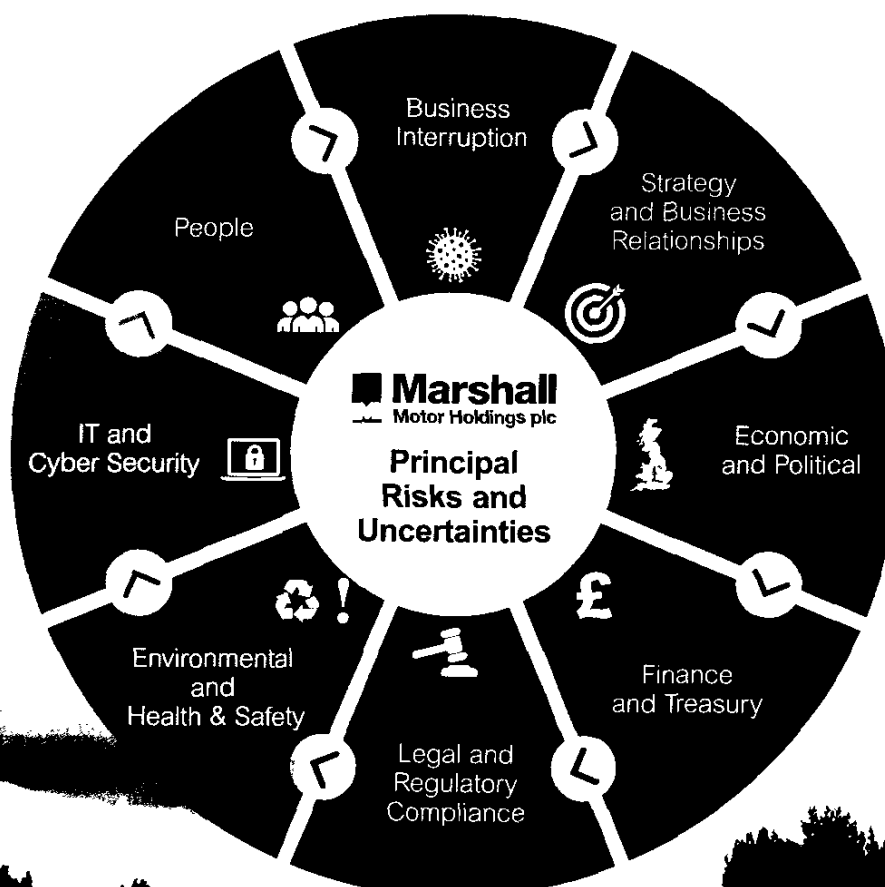 Business
Interruption
Strategy
and Business
Relationships
Economic
and Political
Finance
and Treasury
Legal and
Regulatory
Compliance
Environmental
and
Health & Safety
IT and
Cyber Security
People
Marshall
Motor Holdings plc
Principal
Risks and
Uncertainties
£
!